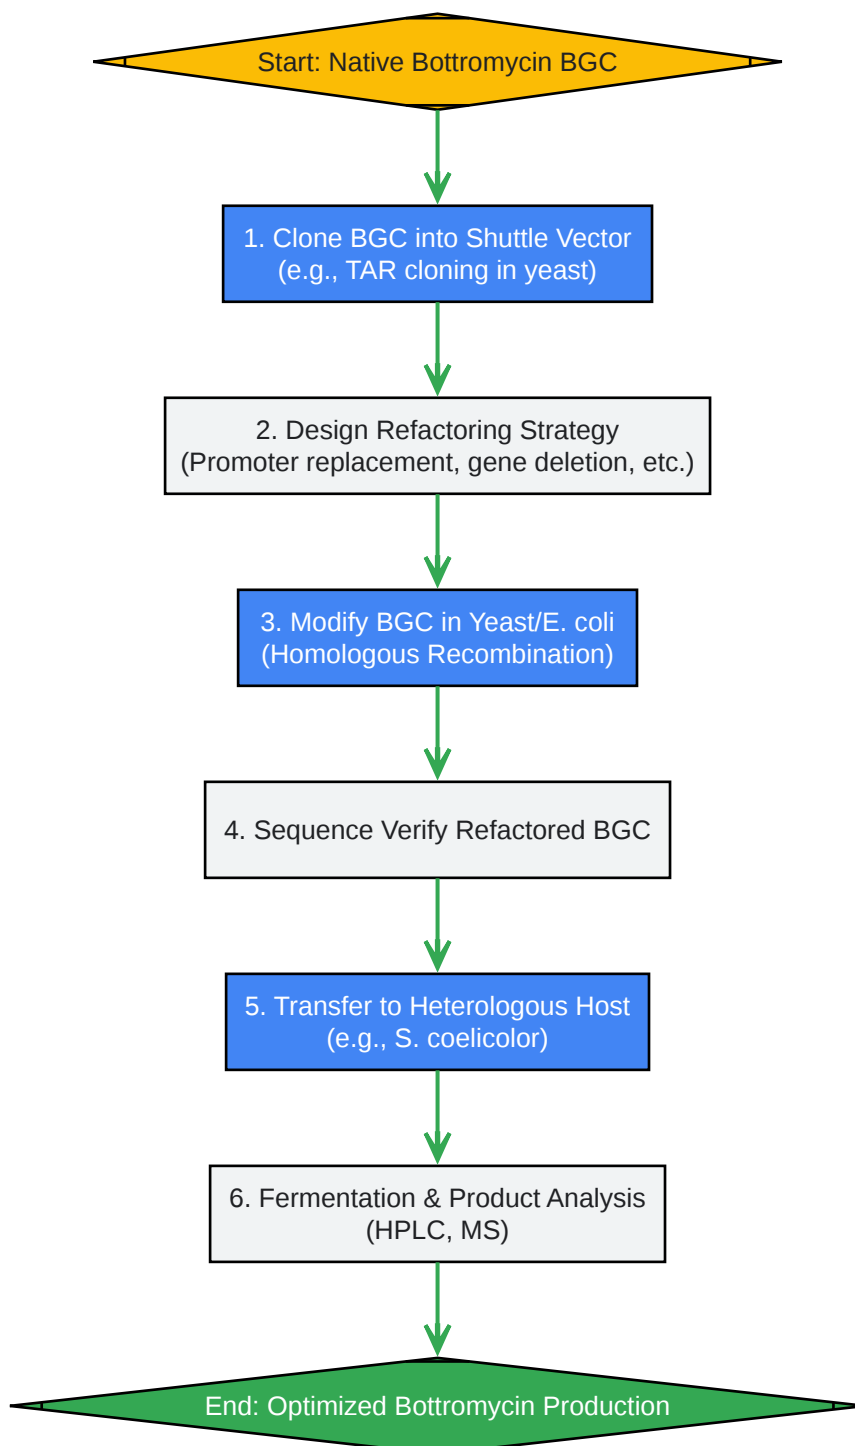 Start: Native Bottromycin BGC
1. Clone BGC into Shuttle Vector
(e.g., TAR cloning in yeast)
2. Design Refactoring Strategy
(Promoter replacement, gene deletion, etc.)
3. Modify BGC in Yeast/E. coli
(Homologous Recombination)
4. Sequence Verify Refactored BGC
5. Transfer to Heterologous Host
(e.g., S. coelicolor)
6. Fermentation & Product Analysis
(HPLC, MS)
End: Optimized Bottromycin Production